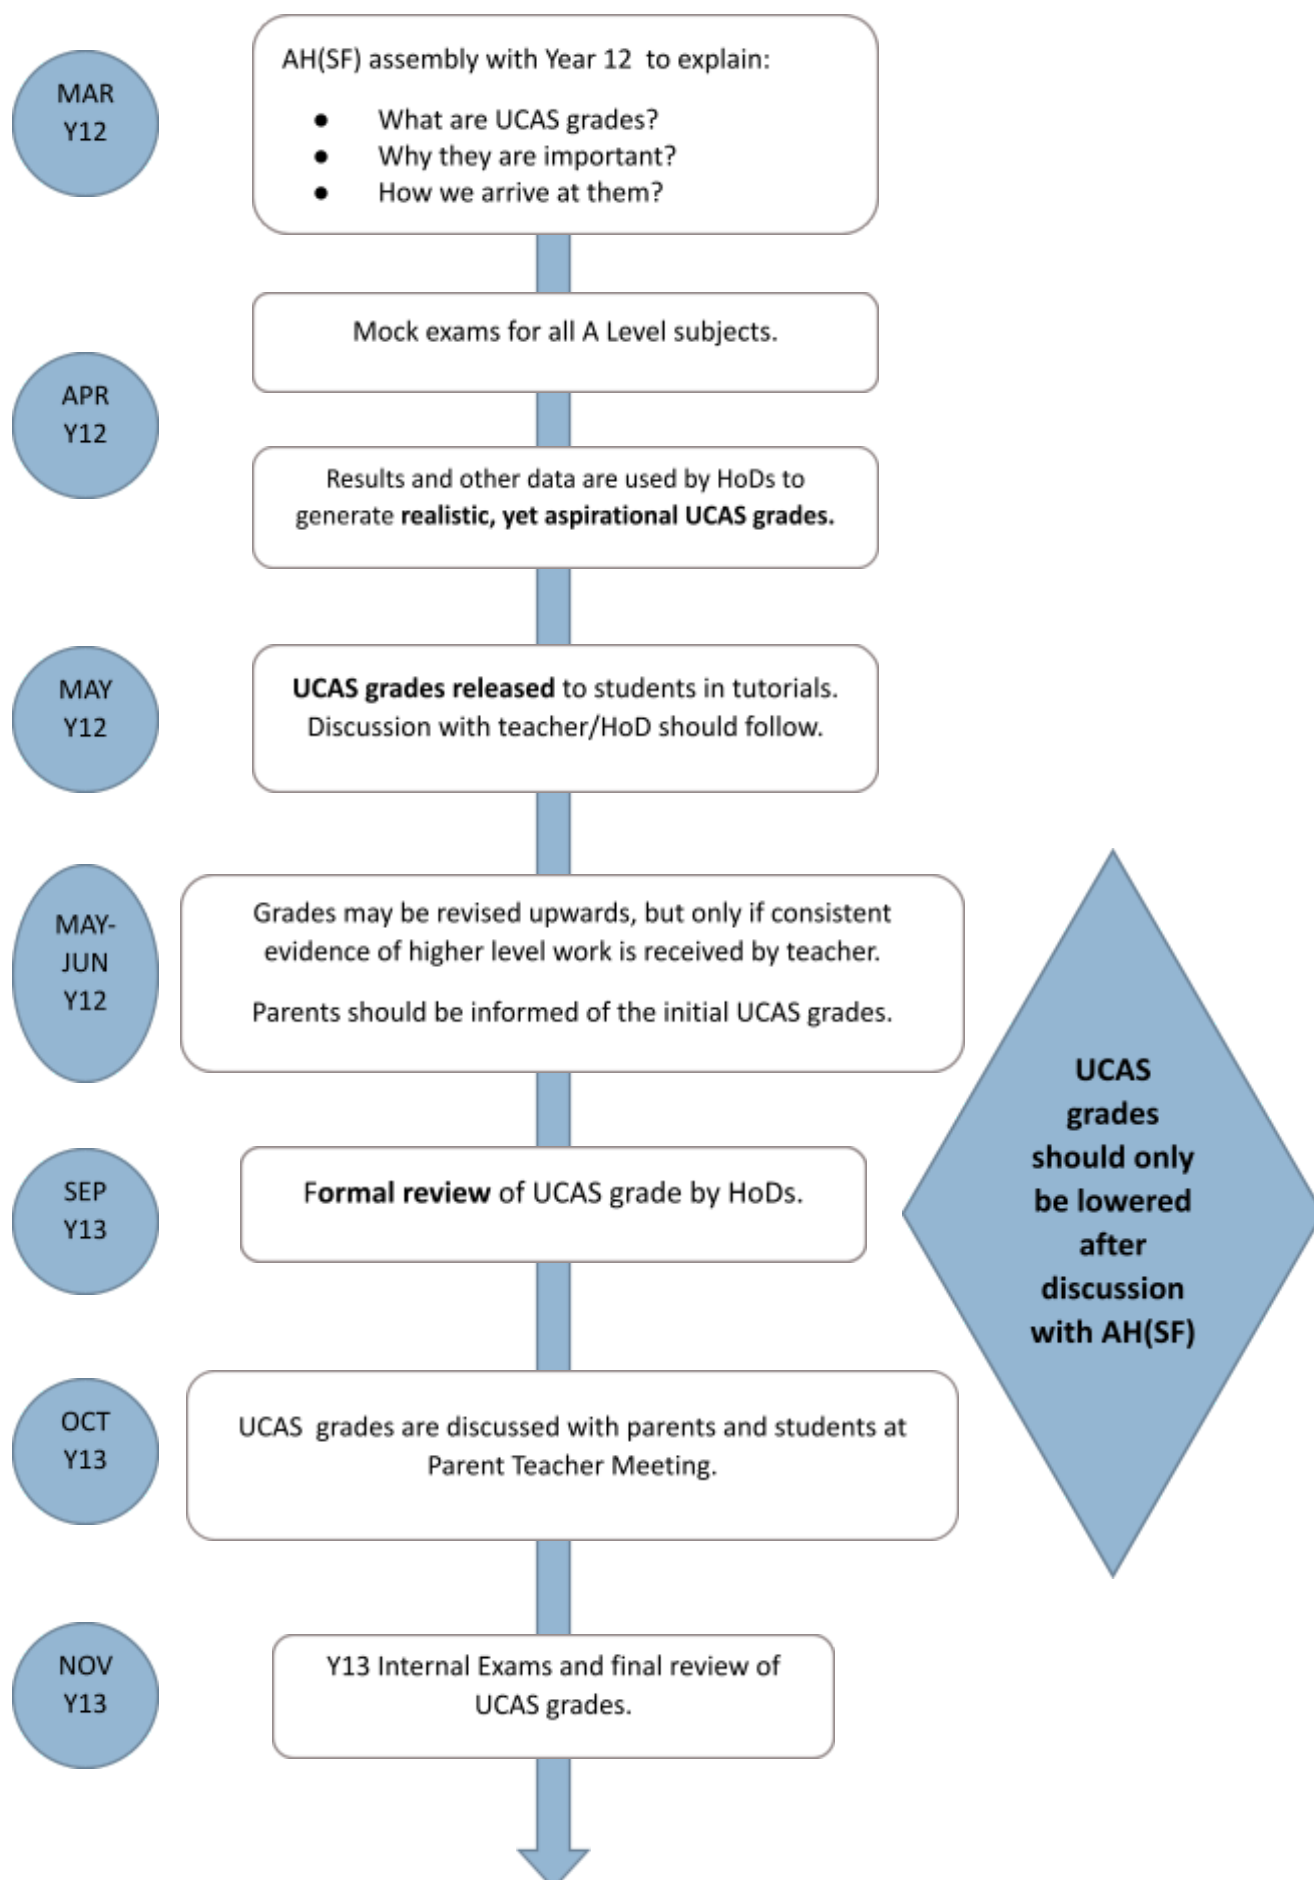 MAR
Y12
AH(SF) assembly with Year 12 to explain:
● What are UCAS grades?
● Why they are important?
● How we arrive at them?
APR
Y12
Mock exams for all A Level subjects.
Results and other data are used by HoDs to
generate realistic, yet aspirational UCAS grades.
MAY
Y12
UCAS grades released to students in tutorials.
Discussion with teacher/HoD should follow.
MAY-
JUN
Y12
Grades may be revised upwards, but only if consistent
evidence of higher level work is received by teacher.
Parents should be informed of the initial UCAS grades.
UCAS
grades
should only
be lowered
after
discussion
with AH(SF)
SEP
Y13
Formal review of UCAS grade by HoDs.
OCT
Y13
UCAS grades are discussed with parents and students at
Parent Teacher Meeting.
NOV
Y13
Y13 Internal Exams and final review of
UCAS grades.